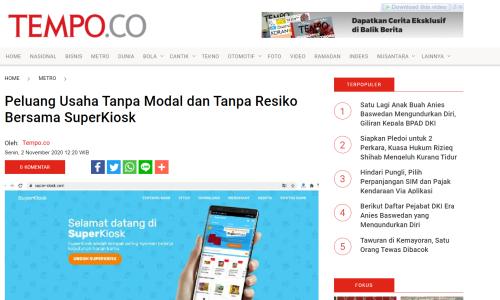 Download this video
TEMPO.CO
Dapatkan Cerita Eksklusif
di Balik Berita
HOME NASIONAL BISNIS METRO DUNIA BOLA CANTIK TEKNO OTOMOTIF FOTO VIDEO RAMADAN INDEKS NUSANTARA LAINNYA
HOME METRO
Peluang Usaha Tanpa Modal dan Tanpa Resiko
Bersama SuperKiosk
Oleh: Tempo.co
Senin, 2 November 2020 12:20 WIB
0 KOMENTAR
super-kiosk.com
SuperKiosk
Selamat datang di
SuperKiosk
UNDUH SUPERKIOSK
TERPOPULER
1 Satu Lagi Anak Buah Anies
Baswedan Mengundurkan Diri,
Giliran Kepala BPAD DKI
2 Siapkan Pledoi untuk 2
Perkara, Kuasa Hukum Rizieq
Shihab Mengeluh Kurang Tidur
3 Hindari Pungli, Pilih
Perpanjangan SIM dan Pajak
Kendaraan Via Aplikasi
4 Berikut Daftar Pejabat DKI Era
Anies Baswedan yang
Mengundurkan Diri
5 Tawuran di Kemayoran, Satu
Orang Tewas Dibacok
FOKUS